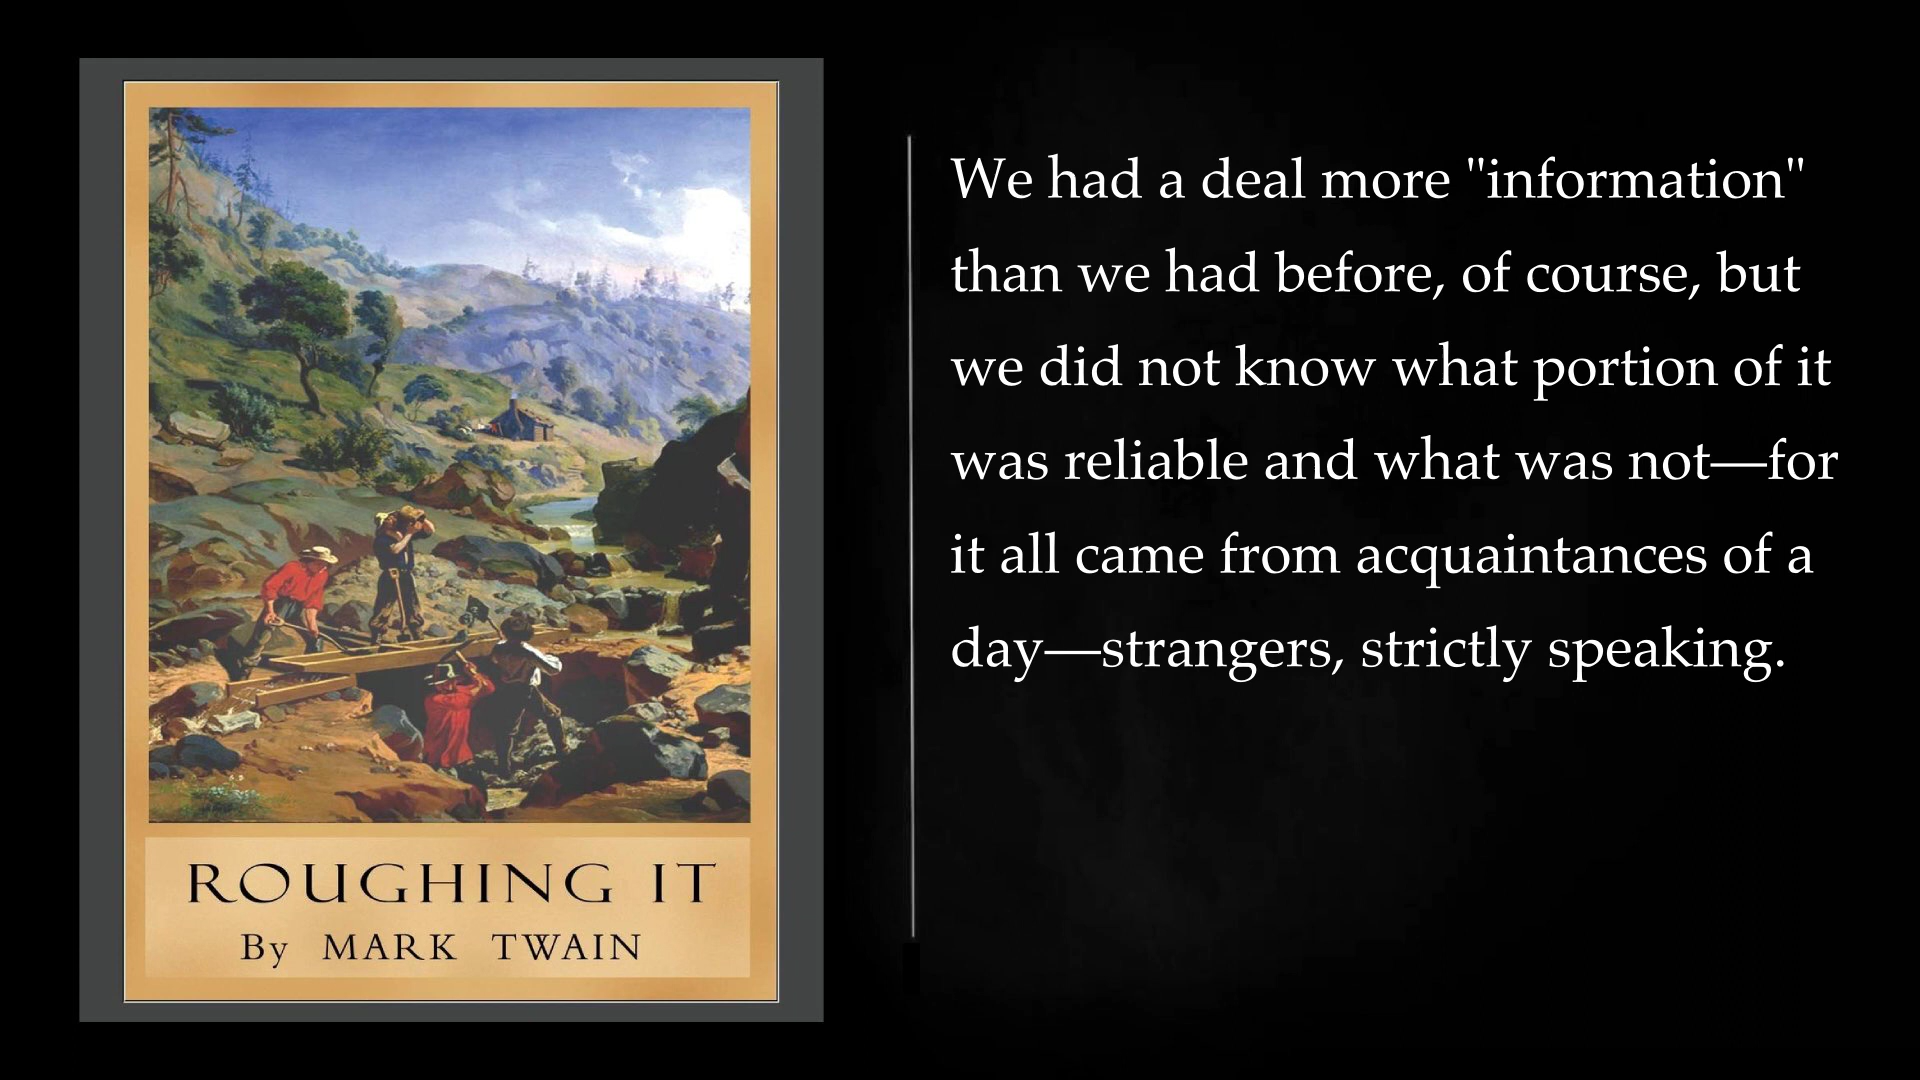 ROUGHING IT
By MARK TWAIN
We had a deal more "information"
than we had before, of course, but
we did not know what portion of it
was reliable and what was not—for
it all came from acquaintances of a
day—strangers, strictly speaking.